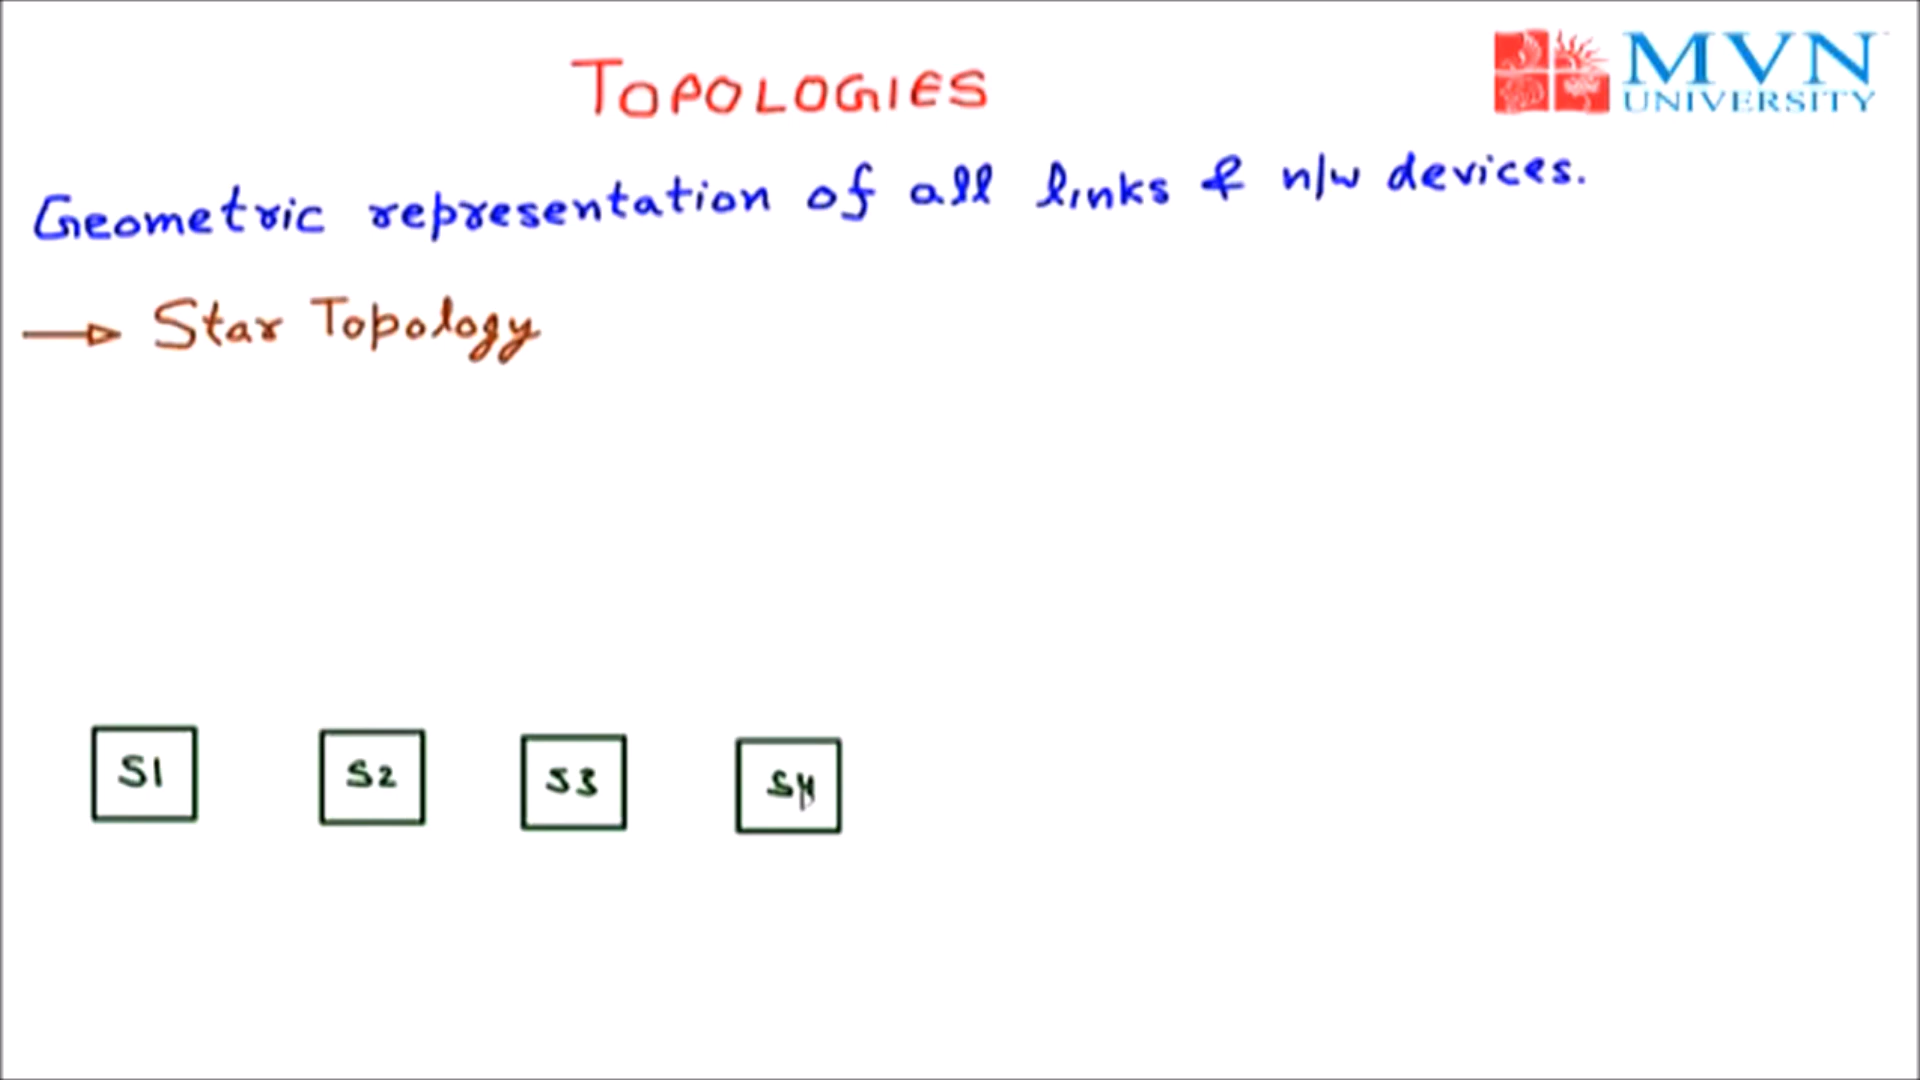 TOPOLOGIES
MVN
UNIVERSITY
Geometric representation of all links & n/w devices.
Star Topology
S1 S2 S3 S4